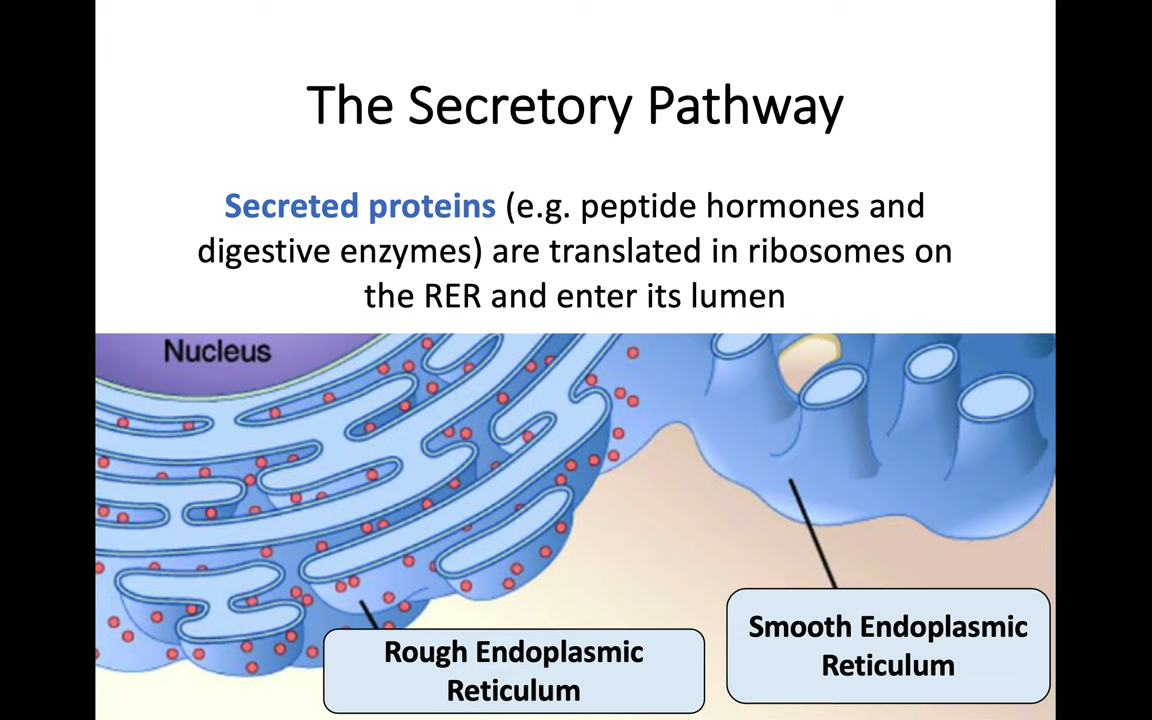 The Secretory Pathway
Secreted proteins (e.g. peptide hormones and
digestive enzymes) are translated in ribosomes on
the RER and enter its lumen
Nucleus
Rough Endoplasmic
Reticulum
Smooth Endoplasmic
Reticulum